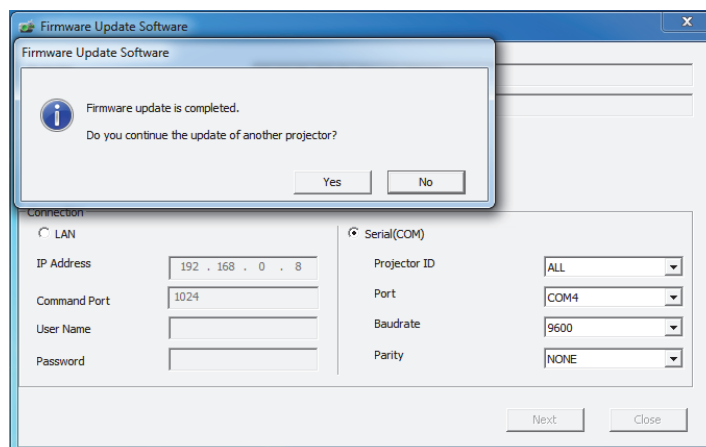 Firmware Update Software
Firmware Update Software
Firmware update is completed.
Do you continue the update of another projector?
Yes No
Connection
LAN
IP Address 192 . 168 . 0 . 8
Command Port 1024
User Name
Password
Serial(COM)
Projector ID ALL
Port COM4
Baudrate 9600
Parity NONE
Next Close